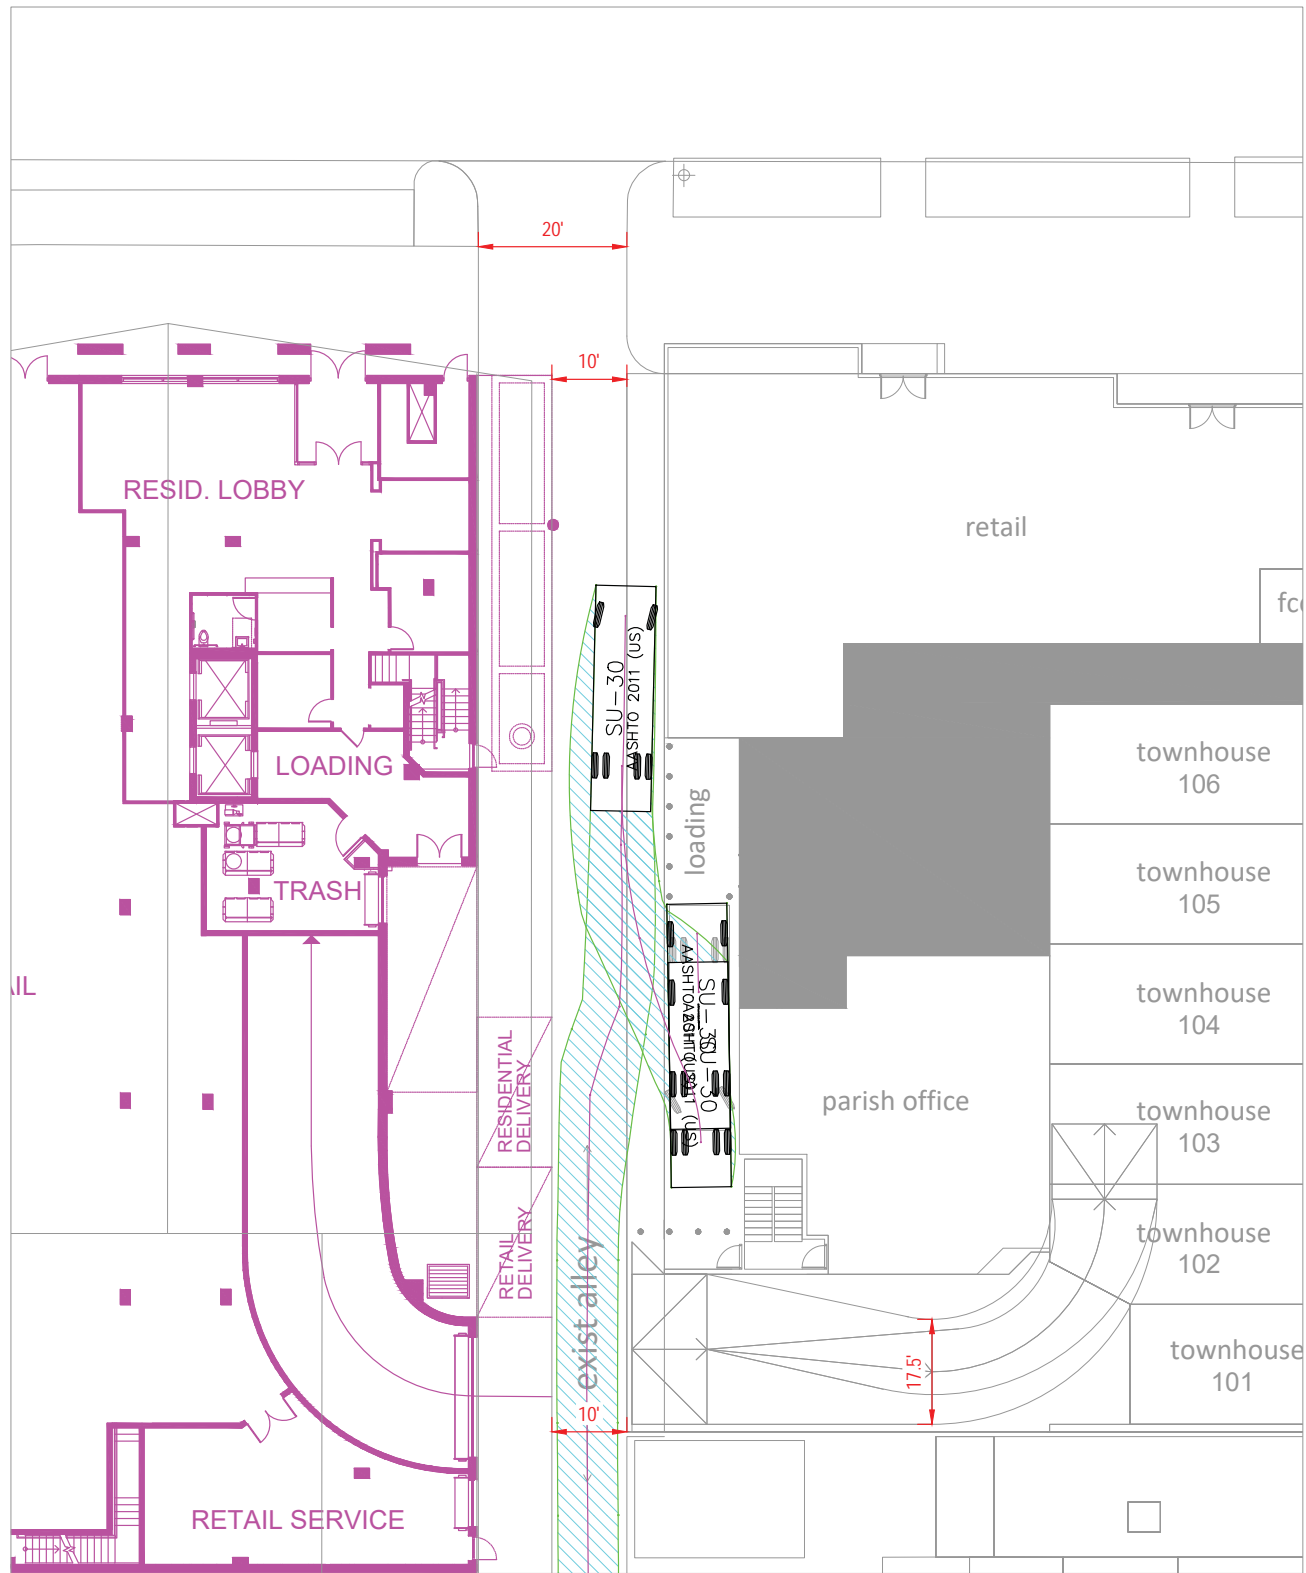 20'
10'
RESID. LOBBY
retail
SU-30
AASHTO 2011 (US)
townhouse
106
LOADING
loading
TRASH
townhouse
105
SU-30
townhouse
104
RESIDENTIAL
DELIVERY
parish office
townhouse
103
RETAIL
DELIVERY
townhouse
102
exist alley
17.5'
townhouse
101
10'
RETAIL SERVICE